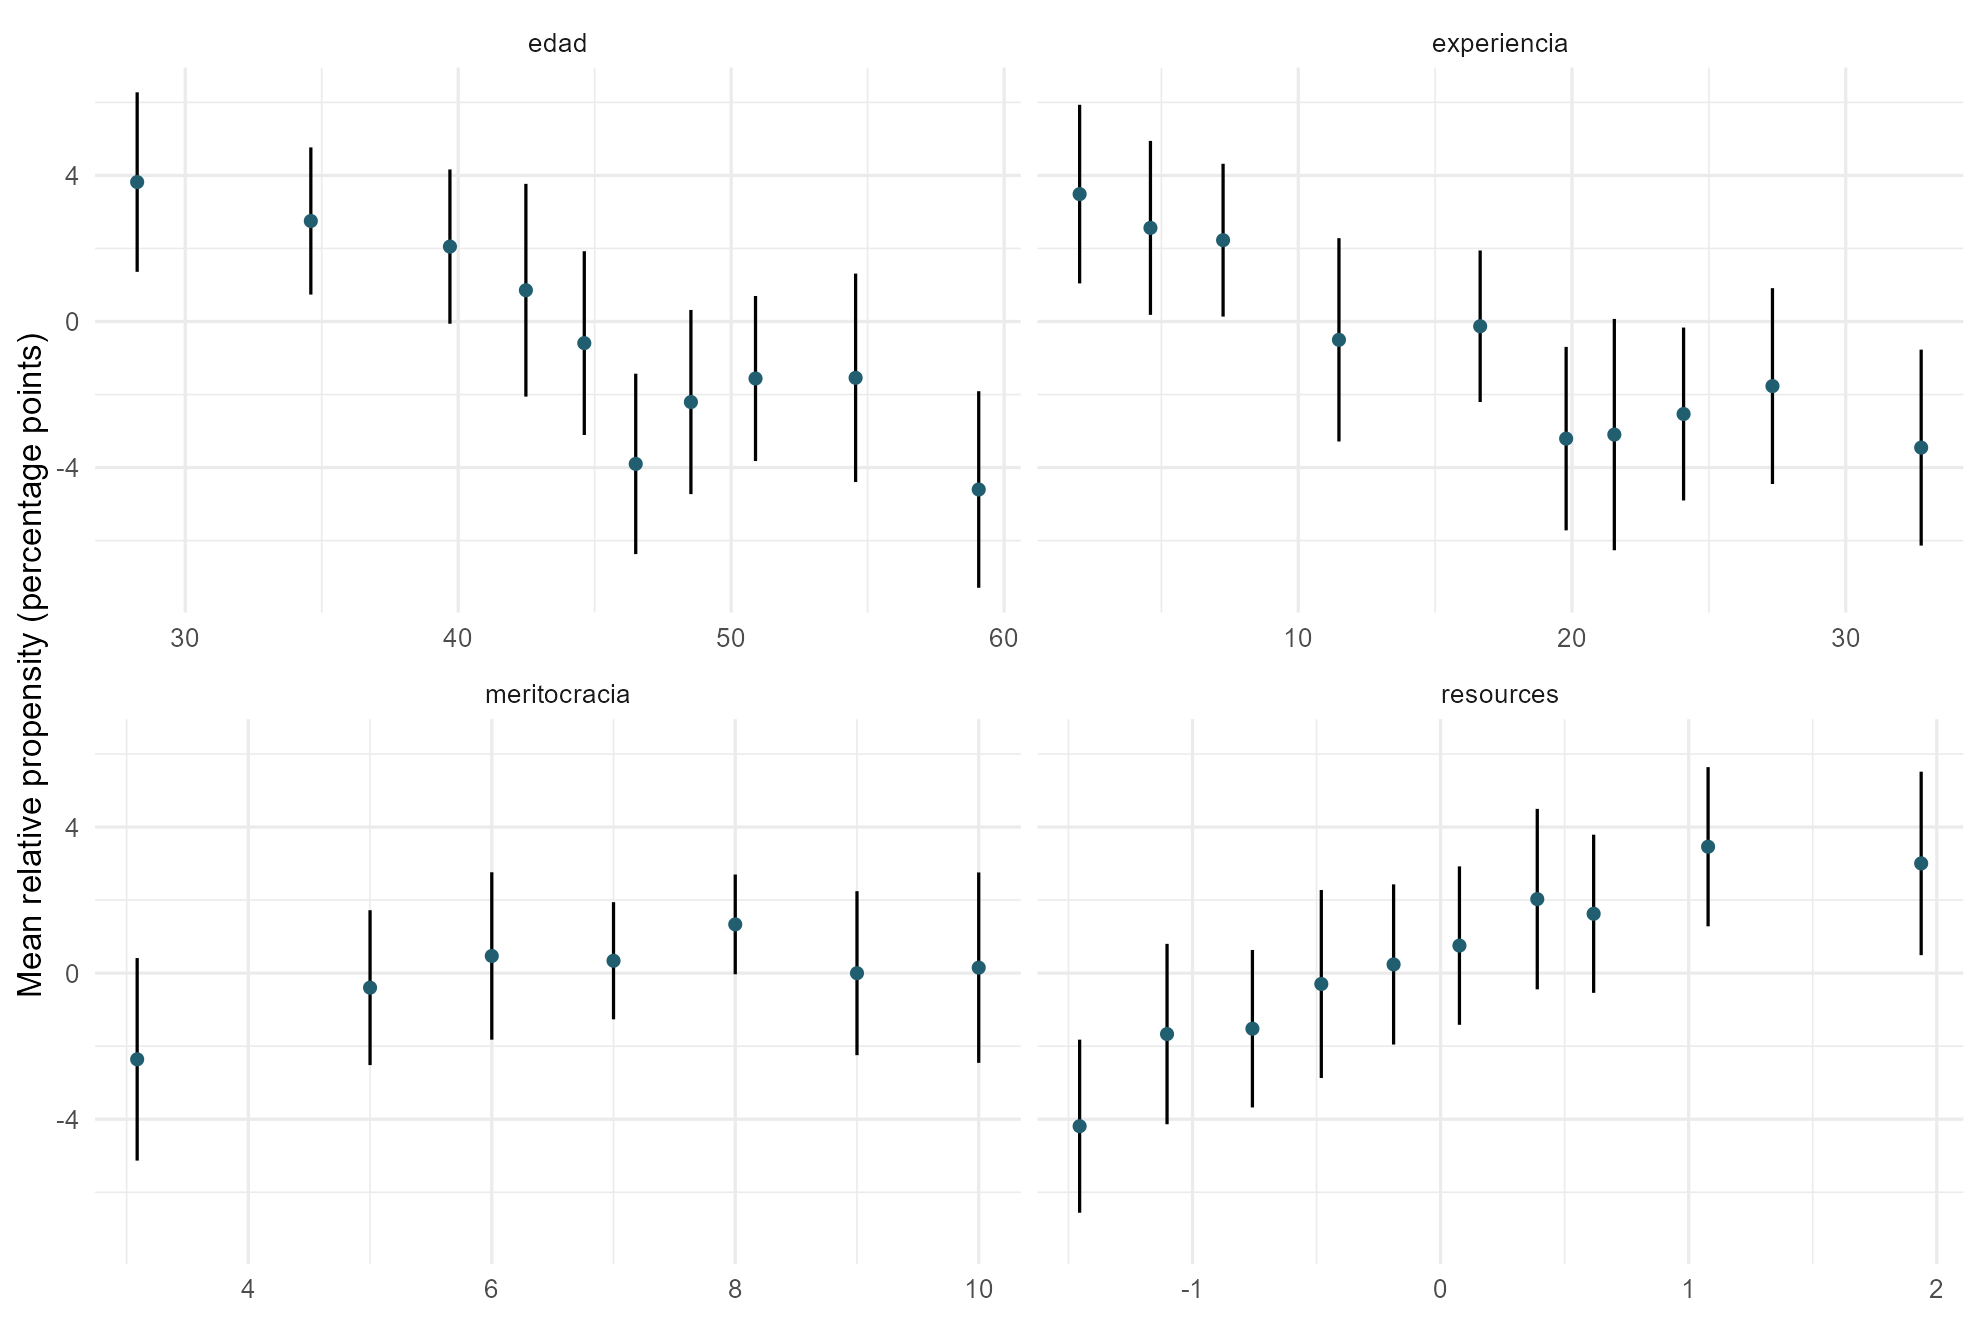 Mean relative propensity (percentage points)
edad
experiencia
4
0
-4
30 40 50 60
10 20 30
meritocracia
resources
4
0
-4
4 6 8 10
-1 0 1 2